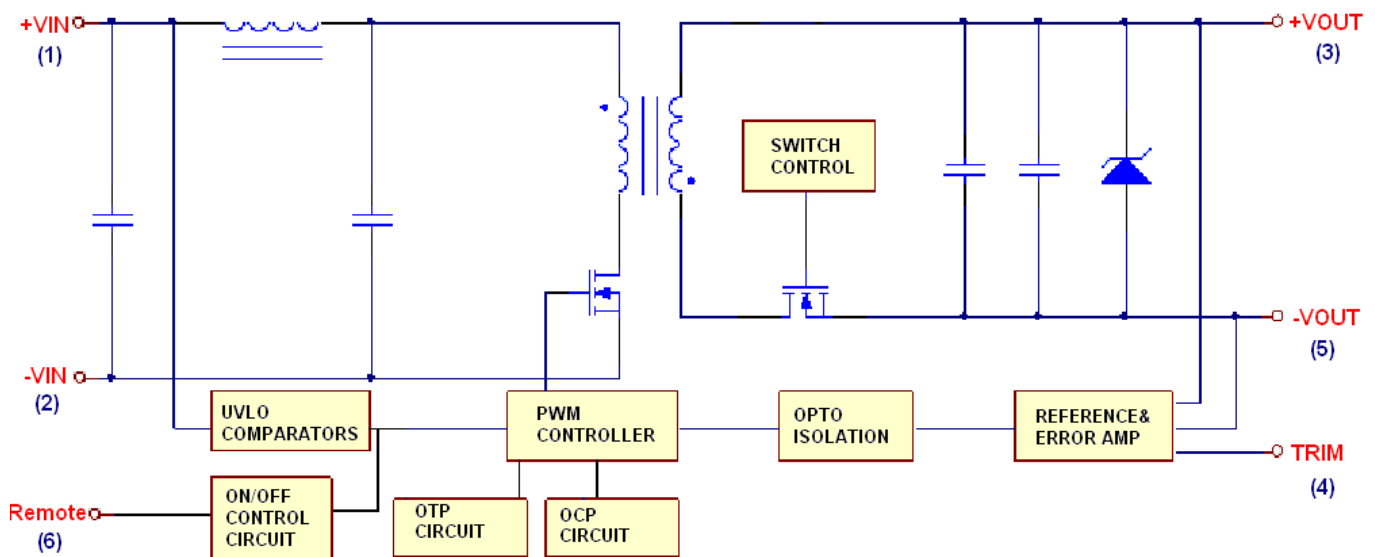 +VIN
(1)
+VOUT
(3)
SWITCH
CONTROL
-VOUT
(5)
-VIN
(2)
UVLO
COMPARATORS
PWM
CONTROLLER
OPTO
ISOLATION
REFERENCE&
ERROR AMP
TRIM
(4)
Remote
(6)
ON/OFF
CONTROL
CIRCUIT
OTP
CIRCUIT
OCP
CIRCUIT